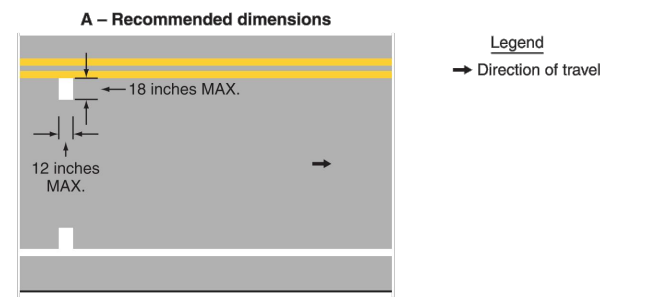 A – Recommended dimensions
Legend
Direction of travel
18 inches MAX.
12 inches
MAX.